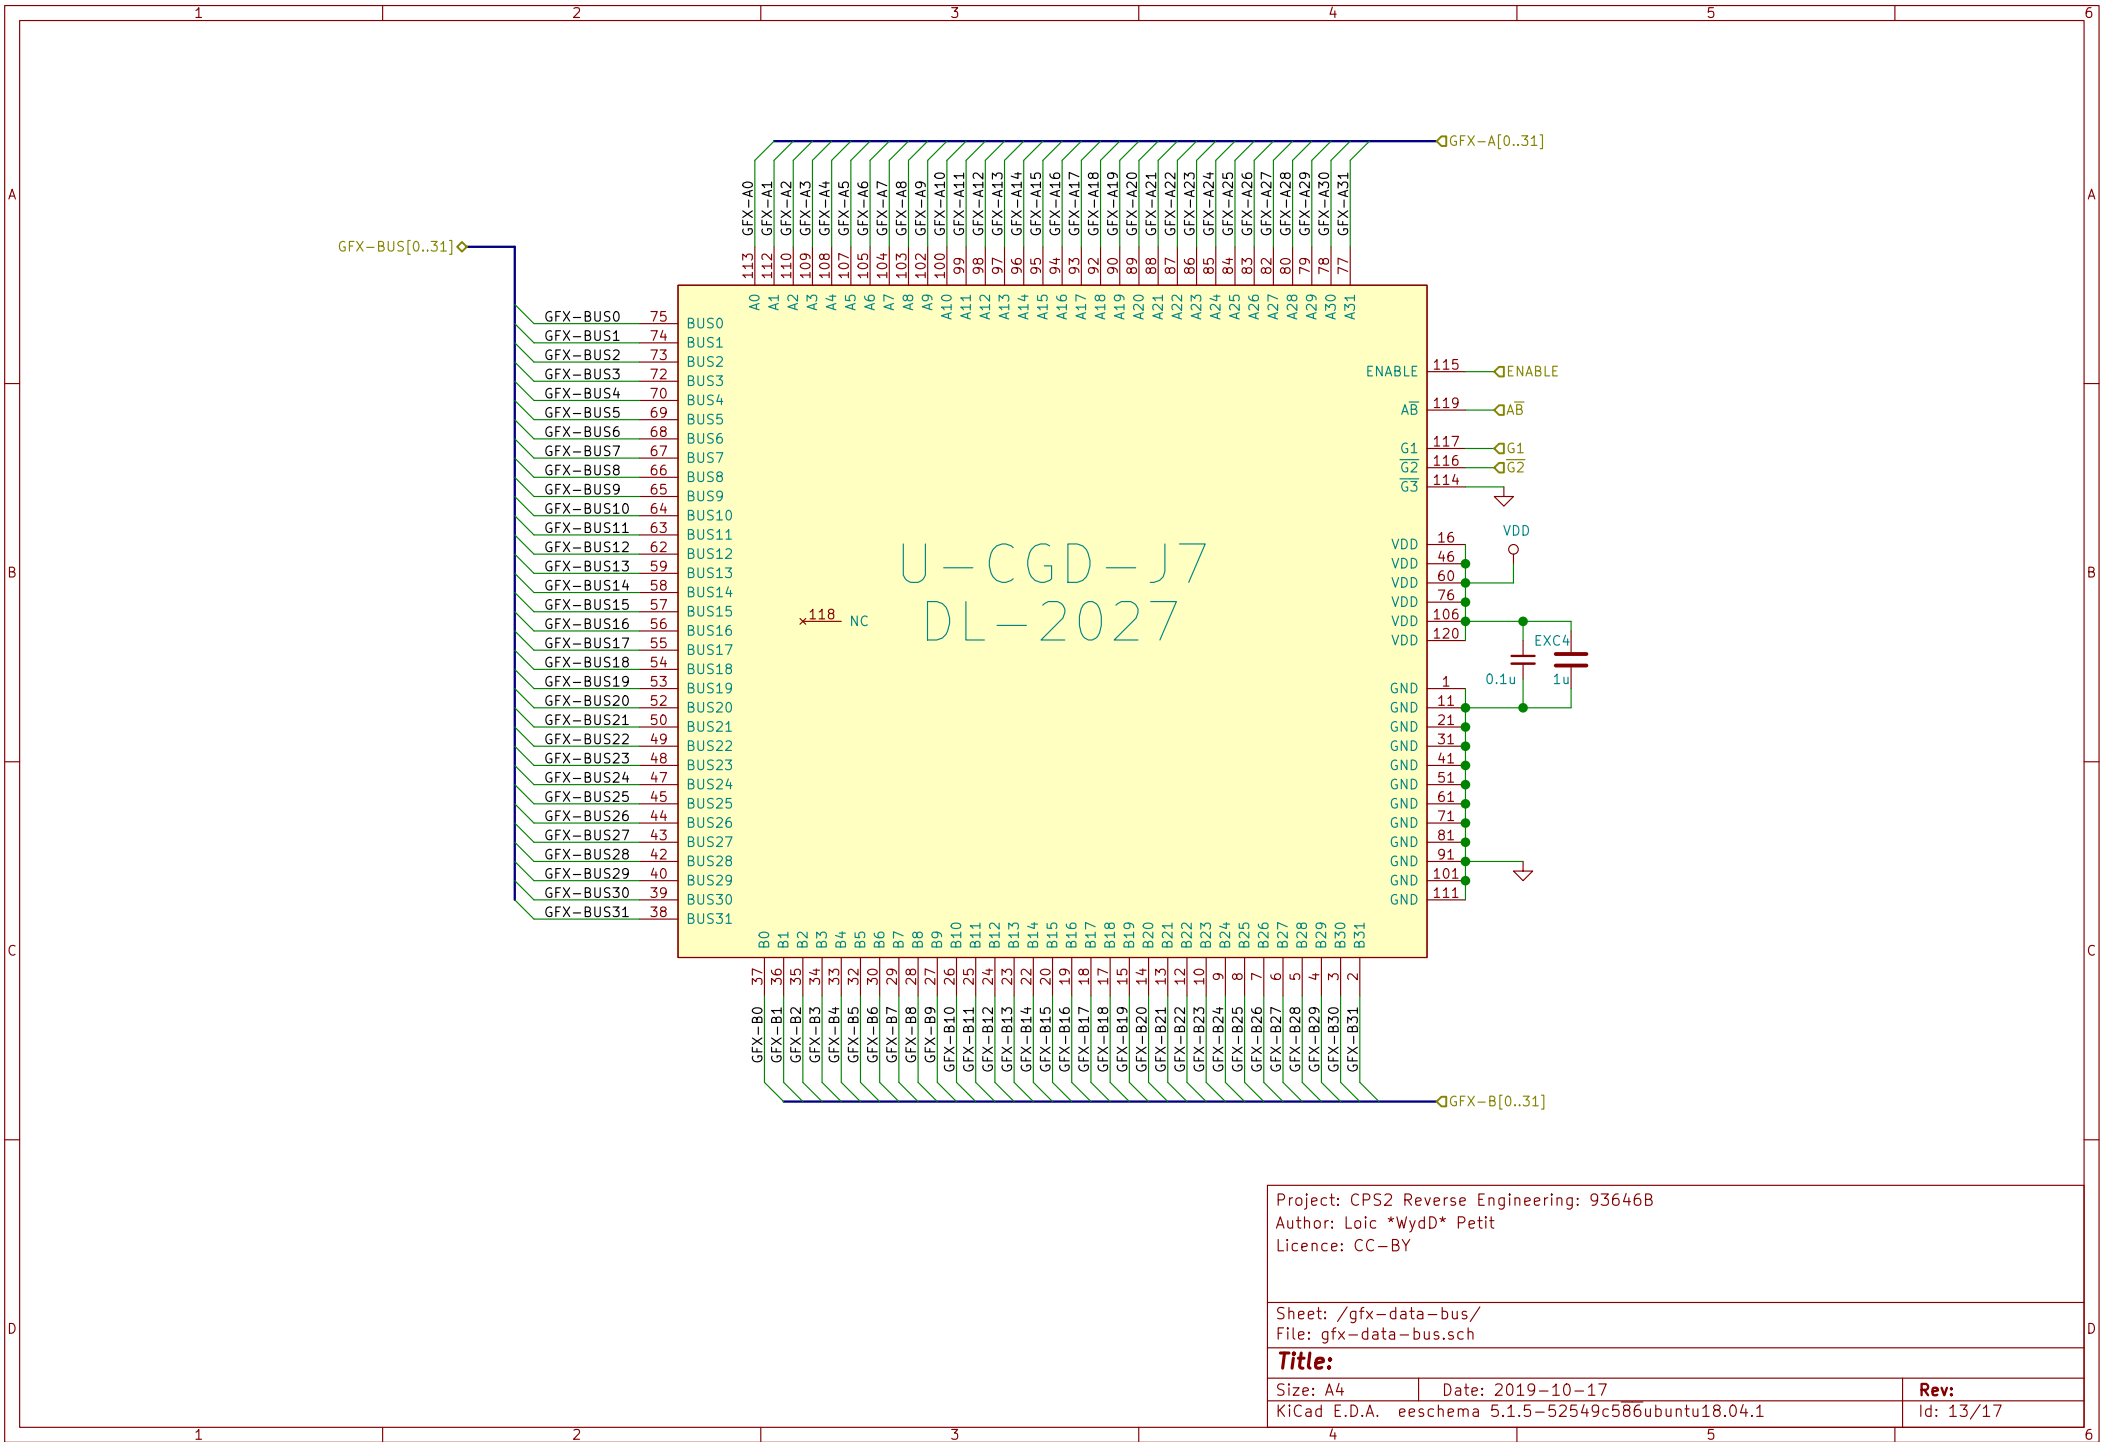 1 2 3 4 5 6
A A
B B
C C
D D
GFX-A[0..31]
GFX-A0 GFX-A1 GFX-A2 GFX-A3 GFX-A4 GFX-A5 GFX-A6 GFX-A7 GFX-A8 GFX-A9 GFX-A10 GFX-A11 GFX-A12 GFX-A13 GFX-A14 GFX-A15 GFX-A16 GFX-A17 GFX-A18 GFX-A19 GFX-A20 GFX-A21 GFX-A22 GFX-A23 GFX-A24 GFX-A25 GFX-A26 GFX-A27 GFX-A28 GFX-A29 GFX-A30 GFX-A31
113 112 110 109 108 107 105 104 103 102 100 99 98 97 96 95 94 93 92 90 89 88 87 86 85 84 83 82 80 79 78 77
A0 A1 A2 A3 A4 A5 A6 A7 A8 A9 A10 A11 A12 A13 A14 A15 A16 A17 A18 A19 A20 A21 A22 A23 A24 A25 A26 A27 A28 A29 A30 A31
GFX-BUS[0..31]
GFX-BUS0 75 BUS0
GFX-BUS1 74 BUS1
GFX-BUS2 73 BUS2
GFX-BUS3 72 BUS3
GFX-BUS4 70 BUS4
GFX-BUS5 69 BUS5
GFX-BUS6 68 BUS6
GFX-BUS7 67 BUS7
GFX-BUS8 66 BUS8
GFX-BUS9 65 BUS9
GFX-BUS10 64 BUS10
GFX-BUS11 63 BUS11
GFX-BUS12 62 BUS12
GFX-BUS13 59 BUS13
GFX-BUS14 58 BUS14
GFX-BUS15 57 BUS15
GFX-BUS16 56 BUS16
GFX-BUS17 55 BUS17
GFX-BUS18 54 BUS18
GFX-BUS19 53 BUS19
GFX-BUS20 52 BUS20
GFX-BUS21 50 BUS21
GFX-BUS22 49 BUS22
GFX-BUS23 48 BUS23
GFX-BUS24 47 BUS24
GFX-BUS25 45 BUS25
GFX-BUS26 44 BUS26
GFX-BUS27 43 BUS27
GFX-BUS28 42 BUS28
GFX-BUS29 40 BUS29
GFX-BUS30 39 BUS30
GFX-BUS31 38 BUS31
U-CGD-J7
DL-2027
118 NC
ENABLE 115 ENABLE
AB̅ 119 AB̅
G1 117 G1
G̅2̅ 116 G̅2̅
G̅3̅ 114
VDD
VDD 16
VDD 46
VDD 60
VDD 76
VDD 106
VDD 120
EXC4
0.1u 1u
GND 1
GND 11
GND 21
GND 31
GND 41
GND 51
GND 61
GND 71
GND 81
GND 91
GND 101
GND 111
B0 B1 B2 B3 B4 B5 B6 B7 B8 B9 B10 B11 B12 B13 B14 B15 B16 B17 B18 B19 B20 B21 B22 B23 B24 B25 B26 B27 B28 B29 B30 B31
37 36 35 34 33 32 30 29 28 27 26 25 24 23 22 20 19 18 17 15 14 13 12 10 9 8 7 6 5 4 3 2
GFX-B0 GFX-B1 GFX-B2 GFX-B3 GFX-B4 GFX-B5 GFX-B6 GFX-B7 GFX-B8 GFX-B9 GFX-B10 GFX-B11 GFX-B12 GFX-B13 GFX-B14 GFX-B15 GFX-B16 GFX-B17 GFX-B18 GFX-B19 GFX-B20 GFX-B21 GFX-B22 GFX-B23 GFX-B24 GFX-B25 GFX-B26 GFX-B27 GFX-B28 GFX-B29 GFX-B30 GFX-B31
GFX-B[0..31]
Project: CPS2 Reverse Engineering: 93646B
Author: Loic *WydD* Petit
Licence: CC-BY
Sheet: /gfx-data-bus/
File: gfx-data-bus.sch
Title:
Size: A4 Date: 2019-10-17 Rev:
KiCad E.D.A. eeschema 5.1.5-52549c58̅6̅ubuntu18.04.1 Id: 13/17
1 2 3 4 5 6